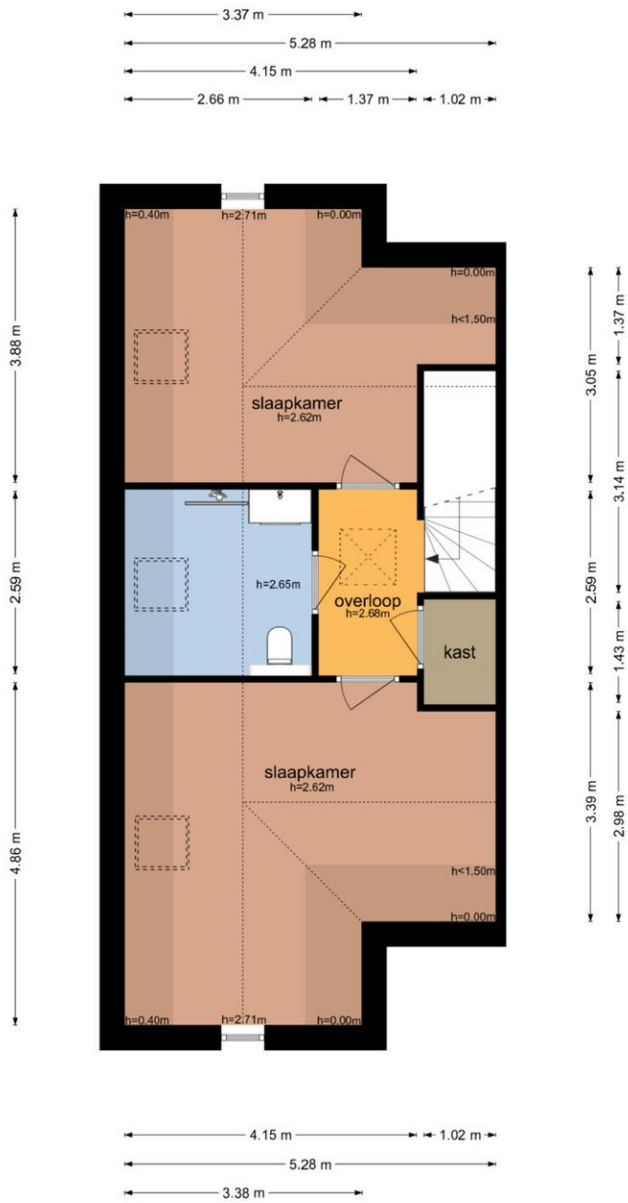 3.37 m
5.28 m
4.15 m
2.66 m 1.37 m 1.02 m
h=0.40m h=2.71m h=0.00m
h=0.00m
h<1.50m
3.88 m
3.05 m
1.37 m
slaapkamer
h=2.62m
3.14 m
2.59 m
h=2.65m
overloop
h=2.68m
2.59 m
kast
1.43 m
slaapkamer
h=2.62m
4.86 m
3.39 m
2.98 m
h<1.50m
h=0.00m
h=0.40m h=2.71m h=0.00m
4.15 m 1.02 m
5.28 m
3.38 m